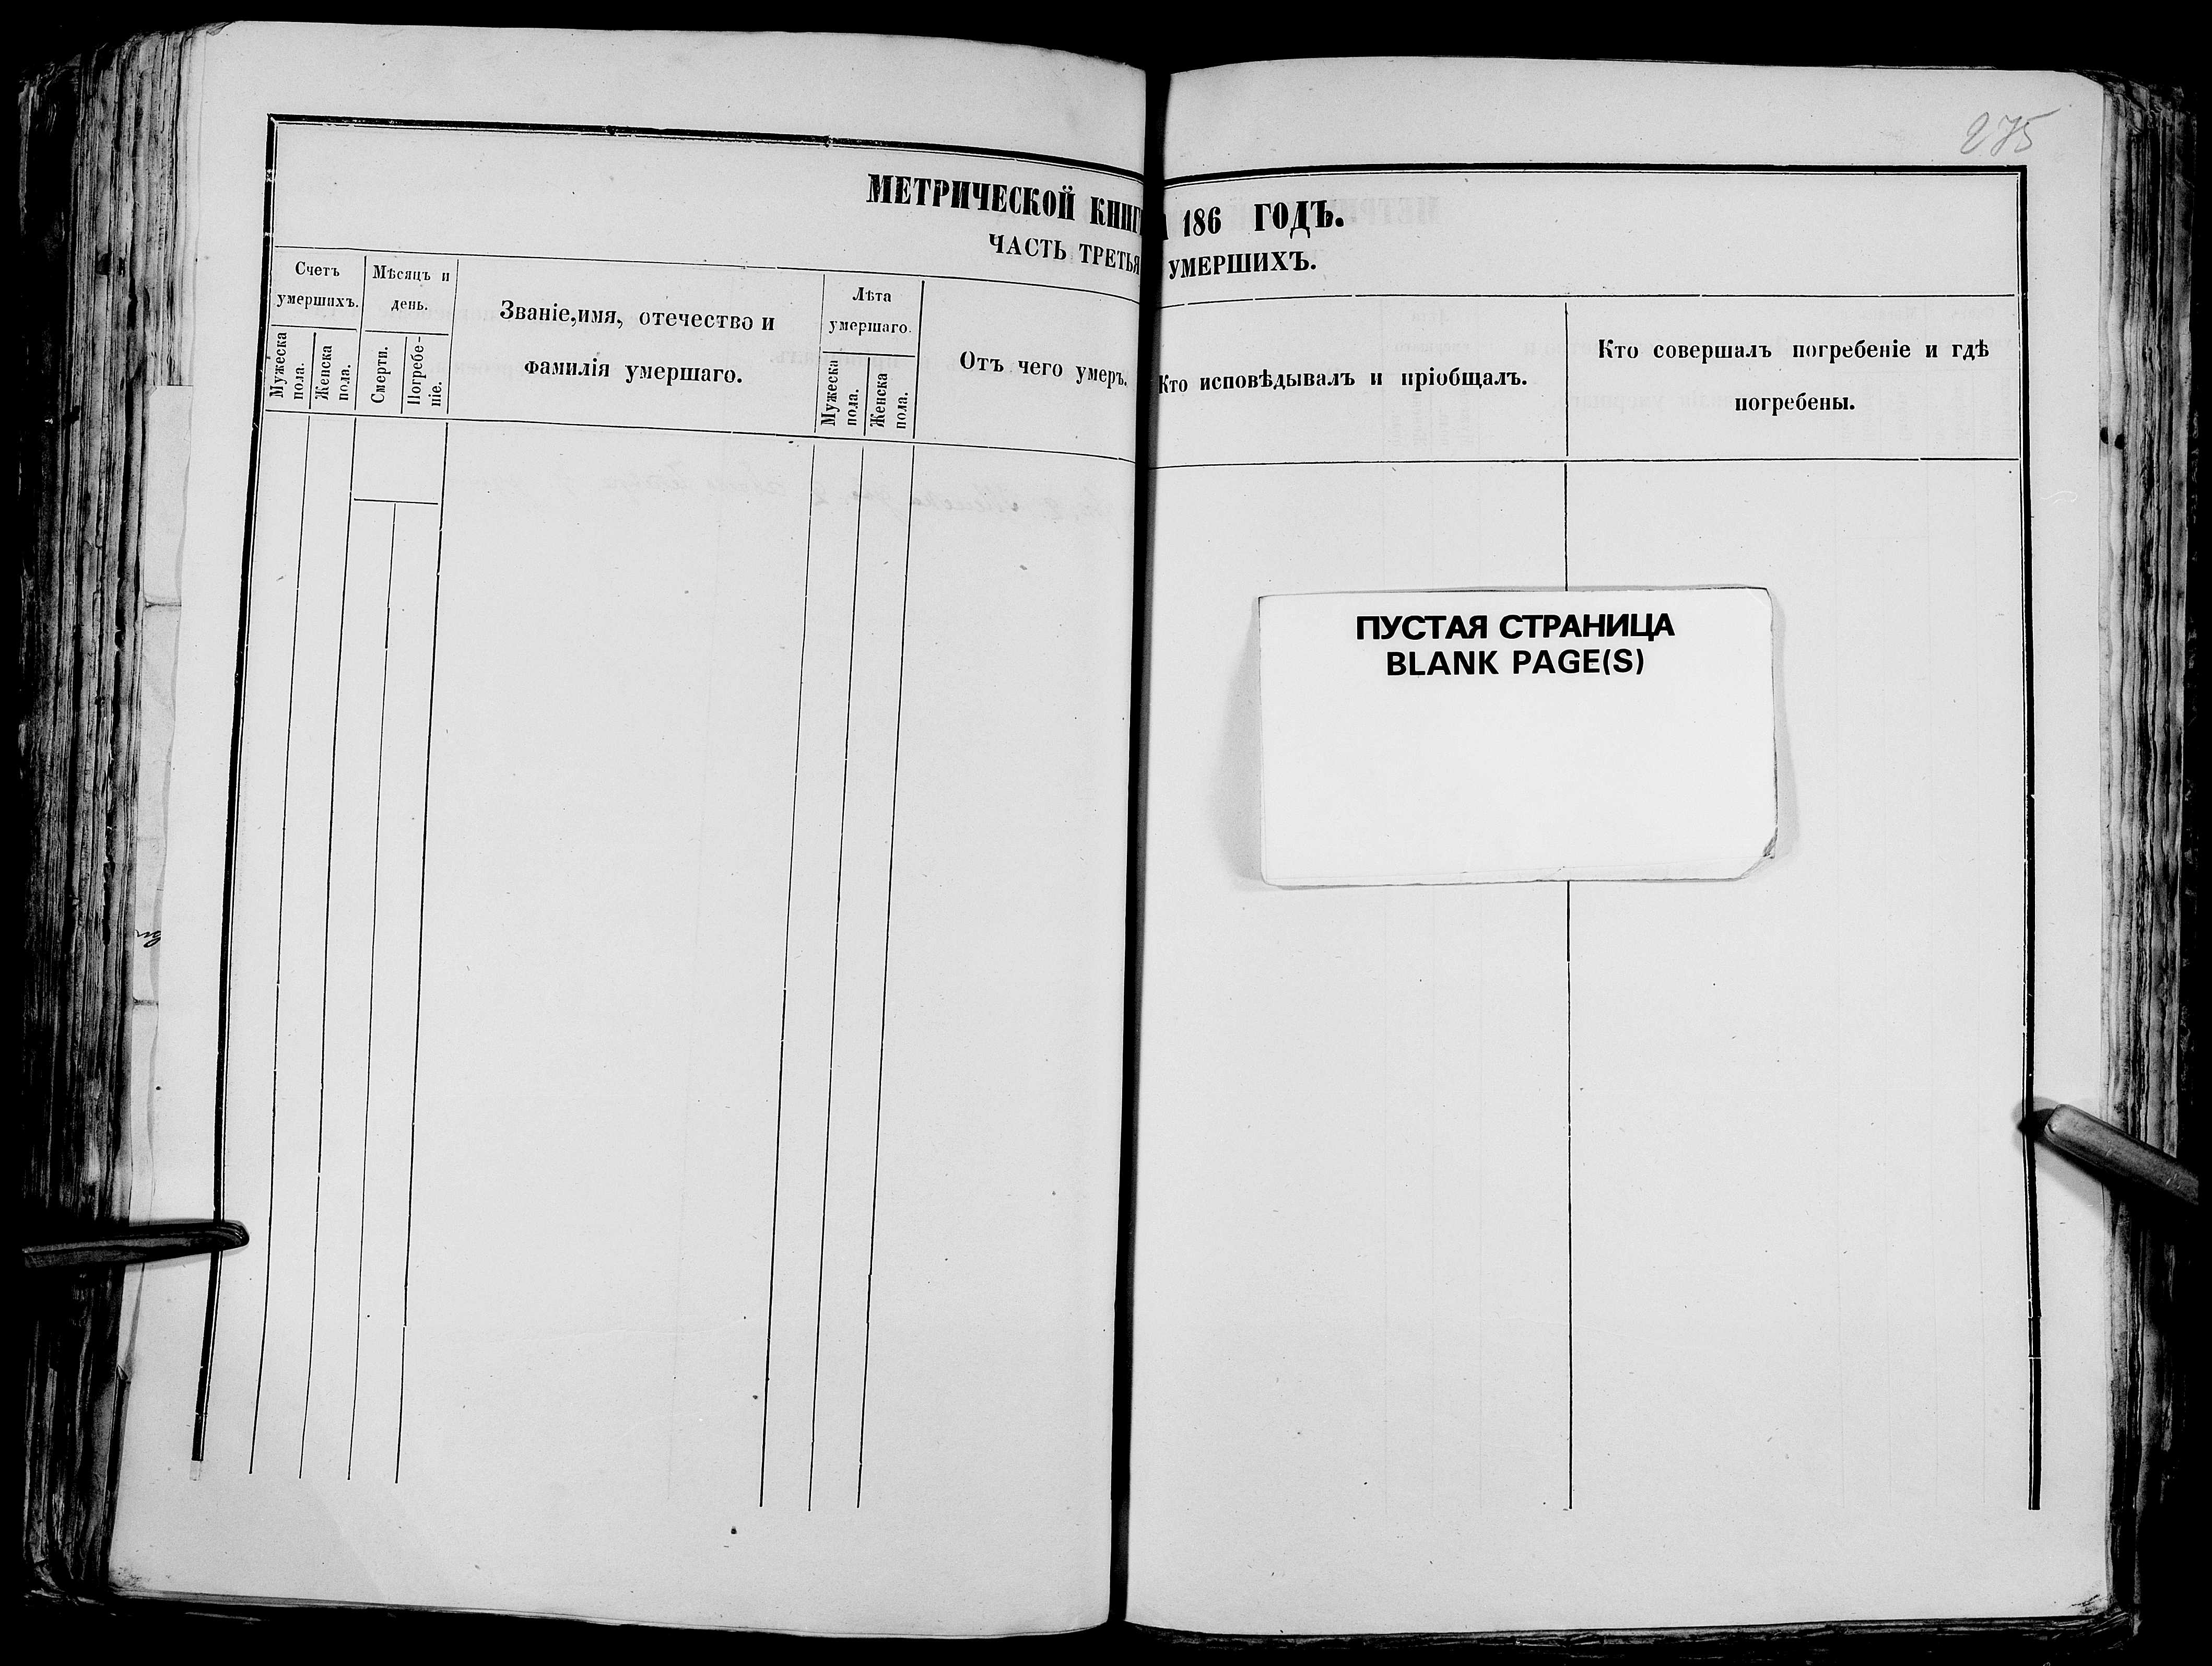 275
МЕТРИЧЕСКОЙ КНИГ 186 ГОДЪ.
ЧАСТЬ ТРЕТЬЯ УМЕРШИХЪ.
Счетъ
умершихъ.
Мужеска
пола.
Женска
пола.
Мѣсяцъ и
день.
Смерти.
Погребе-
ніе.
Званіе,имя, отечество и
фамилія умершаго.
Лѣта
умершаго.
Мужеска
пола.
Женска
пола.
Отъ чего умеръ.
Кто исповѣдывалъ и пріобщалъ.
Кто совершалъ погребеніе и гдѣ
погребены.
ПУСТАЯ СТРАНИЦА
BLANK PAGE(S)